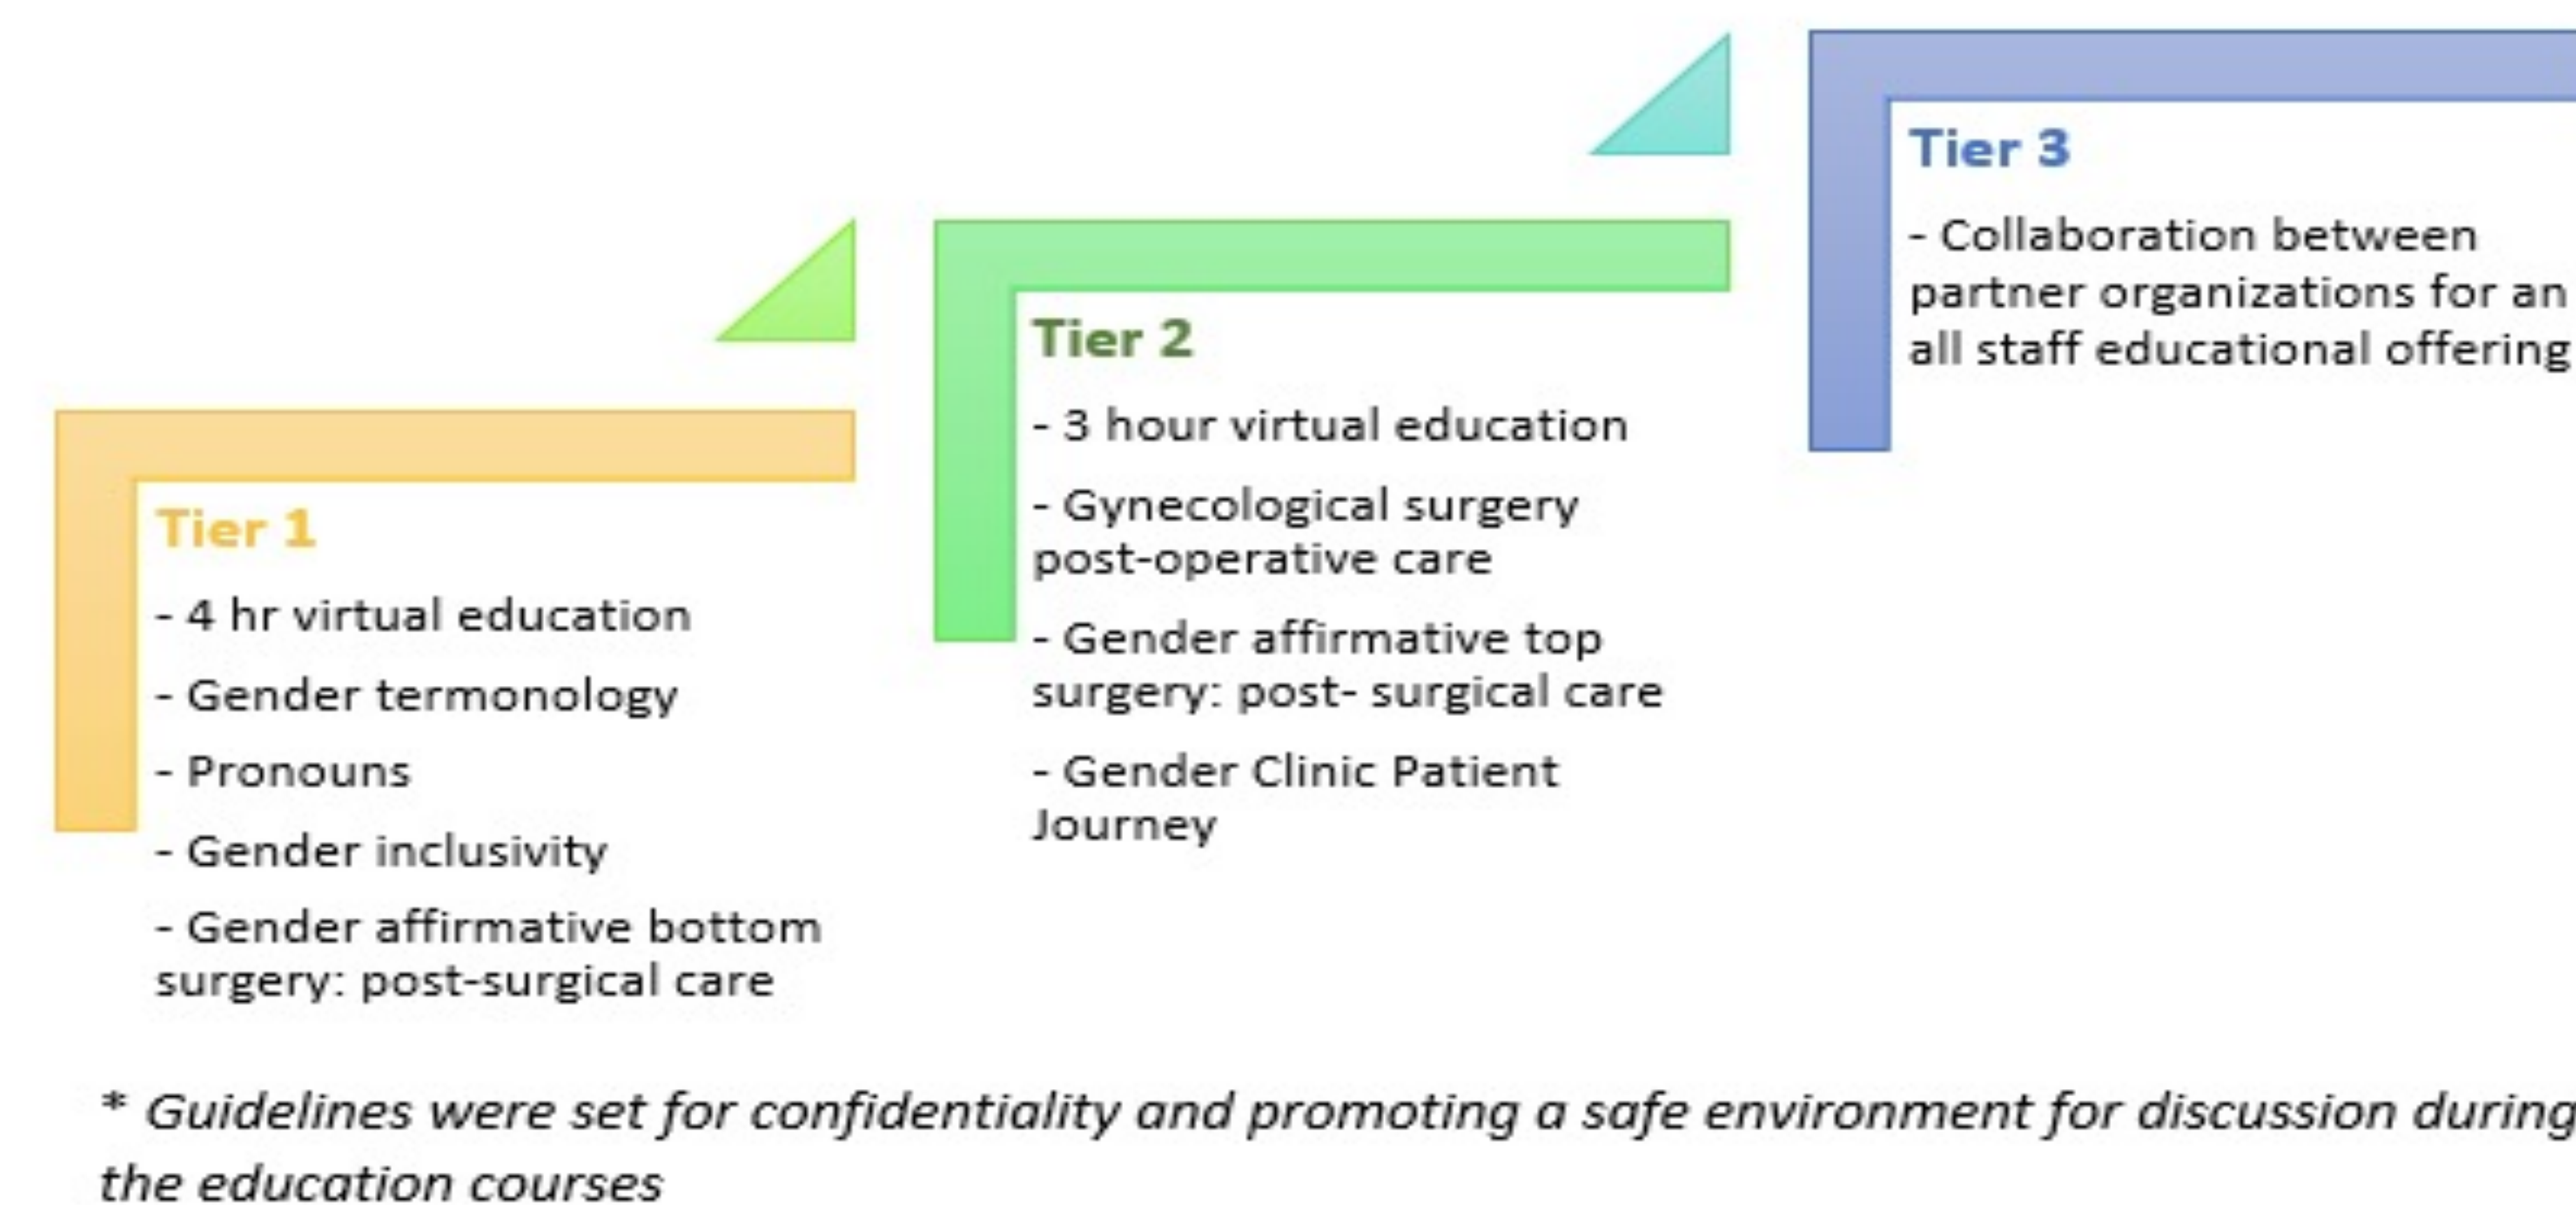 Tier 1
- 4 hr virtual education
- Gender termonology
- Pronouns
- Gender inclusivity
- Gender affirmative bottom
surgery: post-surgical care
Tier 2
- 3 hour virtual education
- Gynecological surgery
post-operative care
- Gender affirmative top
surgery: post- surgical care
- Gender Clinic Patient
Journey
Tier 3
- Collaboration between
partner organizations for an
all staff educational offering
* Guidelines were set for confidentiality and promoting a safe environment for discussion during
the education courses